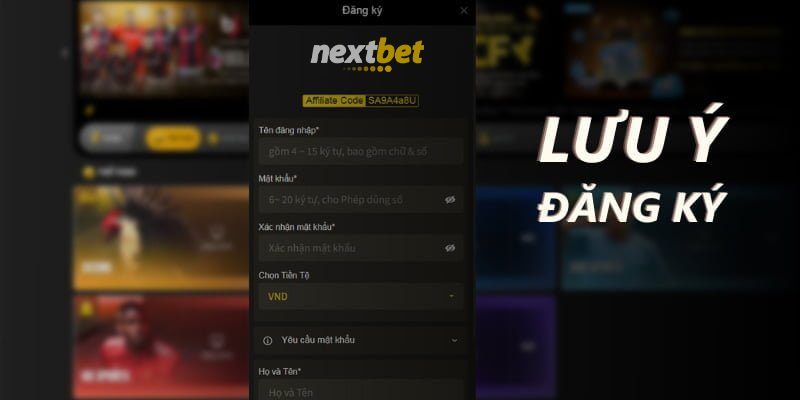 Đăng ký
nextbet
Affiliate Code SA9A4a8U
Tên đăng nhập*
gồm 4 ~ 15 ký tự, bao gồm chữ & số
Mật khẩu*
6~ 20 ký tự, cho Phép dùng số
Xác nhận mật khẩu*
Xác nhận mật khẩu
Chọn Tiền Tệ
VND
Yêu cầu mật khẩu
Họ và Tên*
Họ và Tên
LƯU Ý
ĐĂNG KÝ